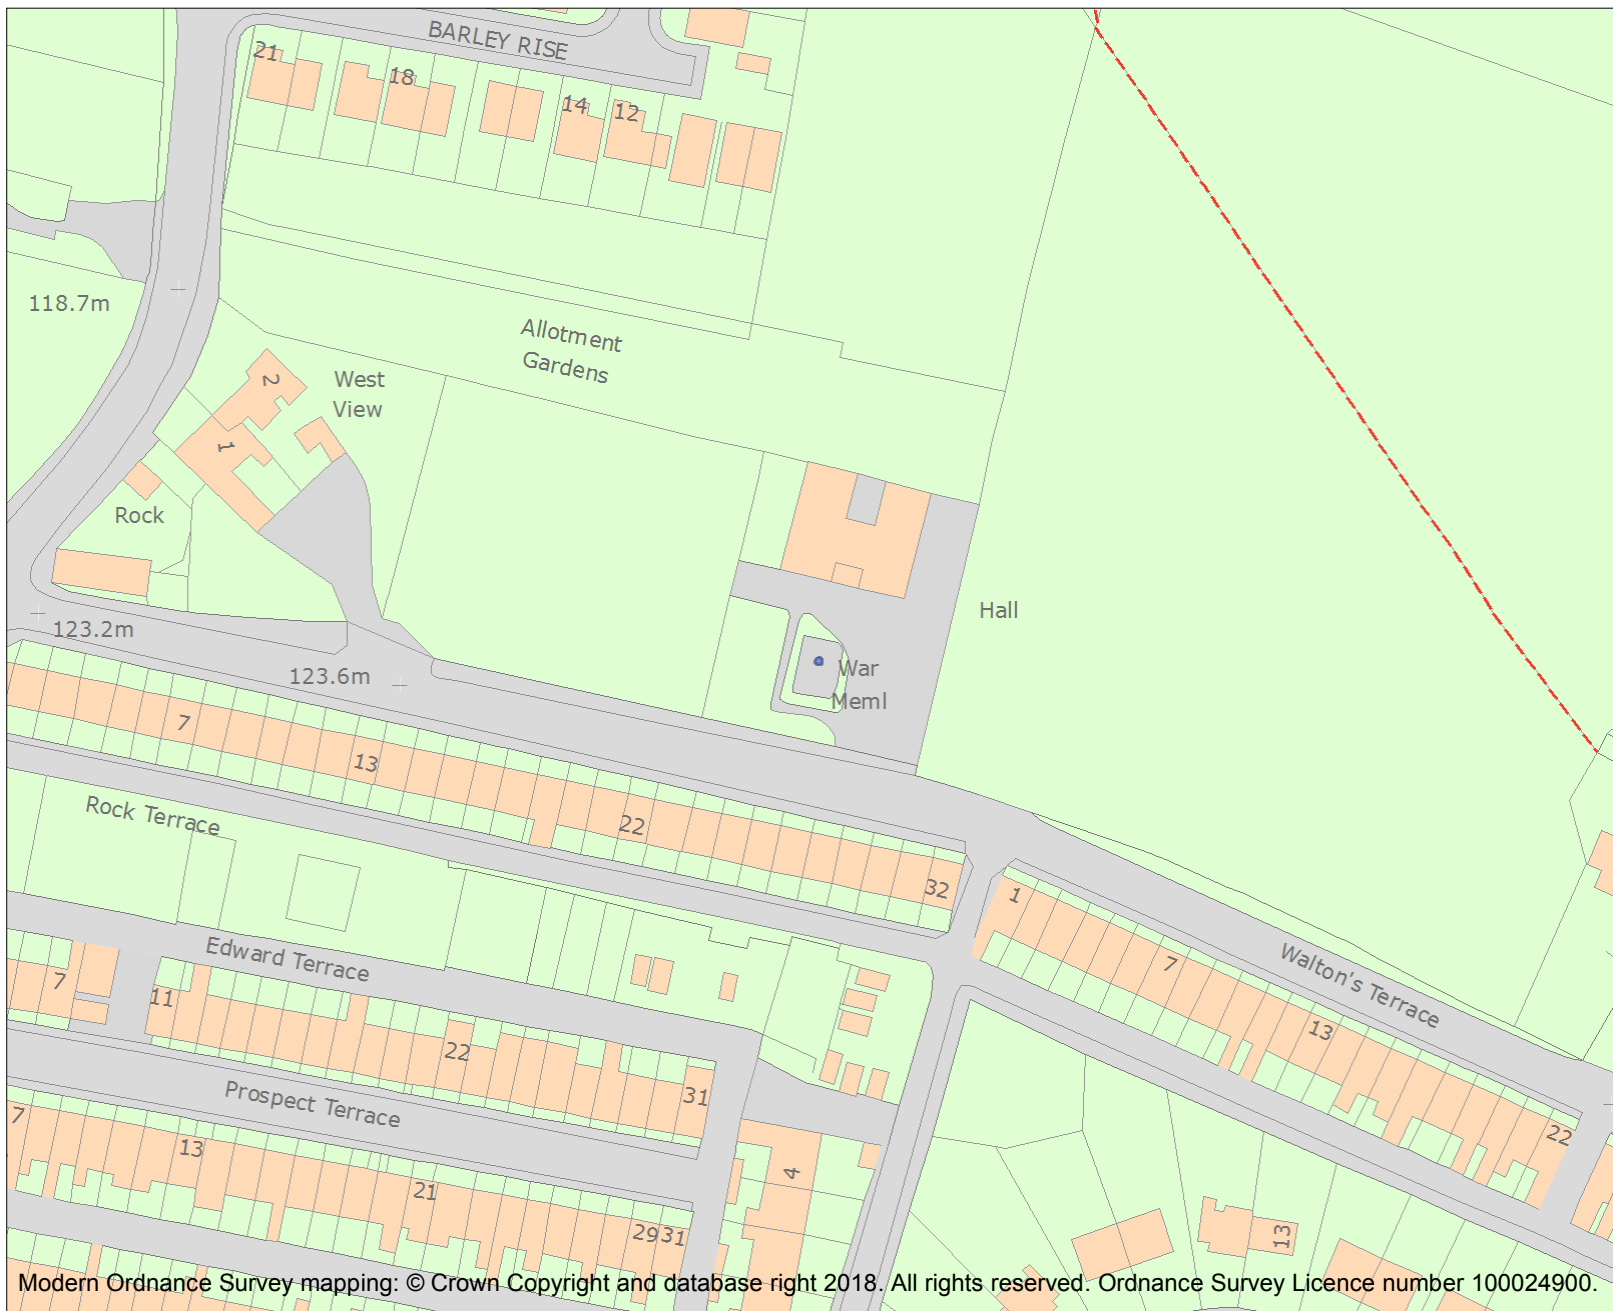 BARLEY RISE
21
18
14
12
118.7m
Allotment
Gardens
2
West
View
1
Rock
Hall
123.2m
123.6m
War
Meml
7
13
22
32
Rock Terrace
1
7
13
22
Walton's Terrace
Edward Terrace
7
11
22
31
Prospect Terrace
7
13
21
29
31
4
13
Modern Ordnance Survey mapping: © Crown Copyright and database right 2018. All rights reserved. Ordnance Survey Licence number 100024900.